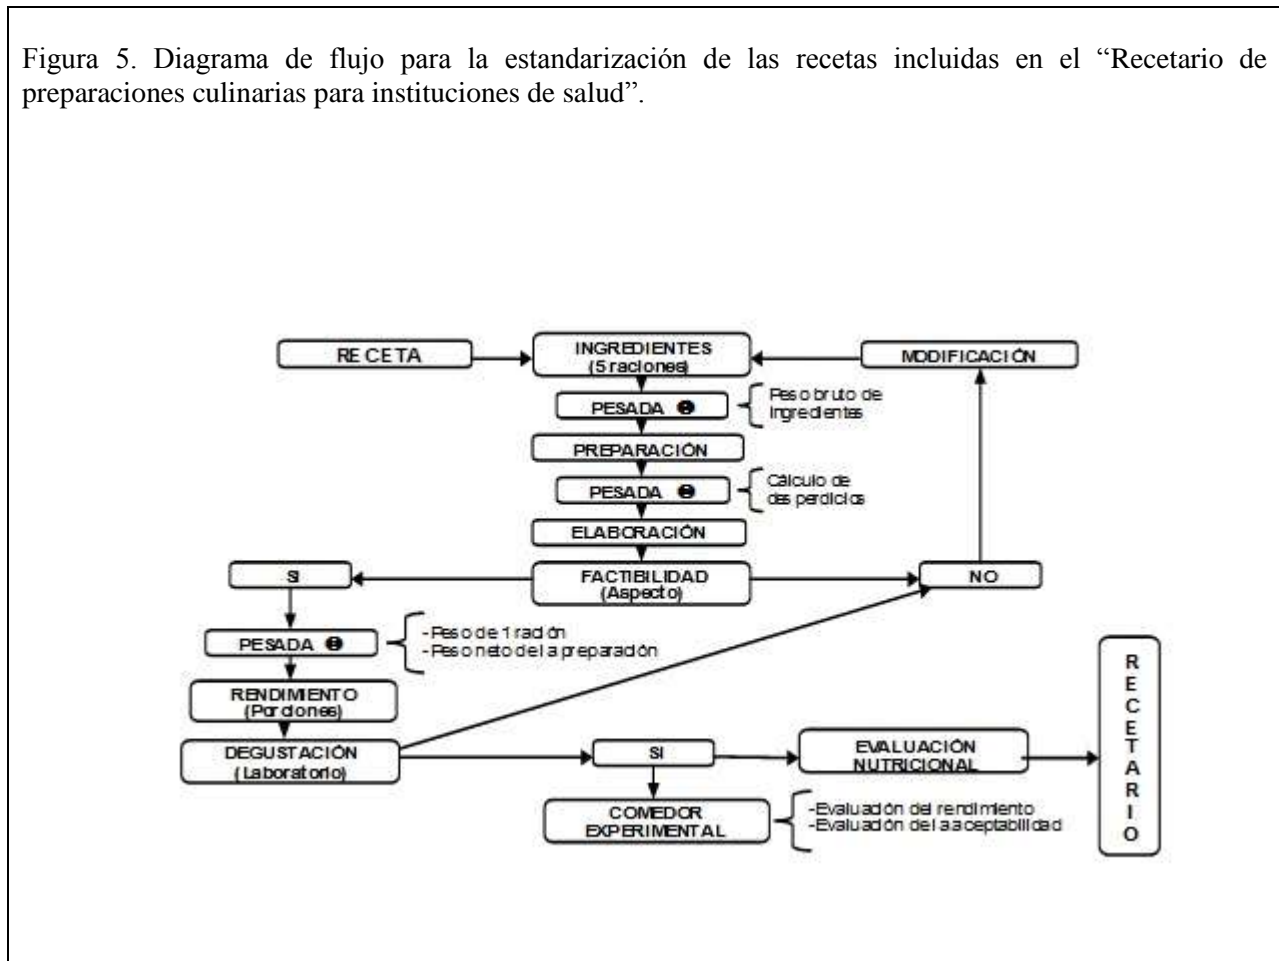 Figura 5. Diagrama de flujo para la estandarización de las recetas incluidas en el “Recetario de
preparaciones culinarias para instituciones de salud”.
RECETA
INGREDIENTES
(5 raciones)
MODIFICACIÓN
PESADA
Peso bruto de
ingredientes
PREPARACIÓN
PESADA
Cálculo de
desperdicios
ELABORACIÓN
SI
FACTIBILIDAD
(Aspecto)
NO
PESADA
-Peso de 1 ración
-Peso neto de la preparación
RENDIMIENTO
(Porciones)
DEGUSTACIÓN
(Laboratorio)
SI
EVALUACIÓN
NUTRICIONAL
RECETARIO
COMEDOR
EXPERIMENTAL
-Evaluación del rendimiento
-Evaluación de la aceptabilidad